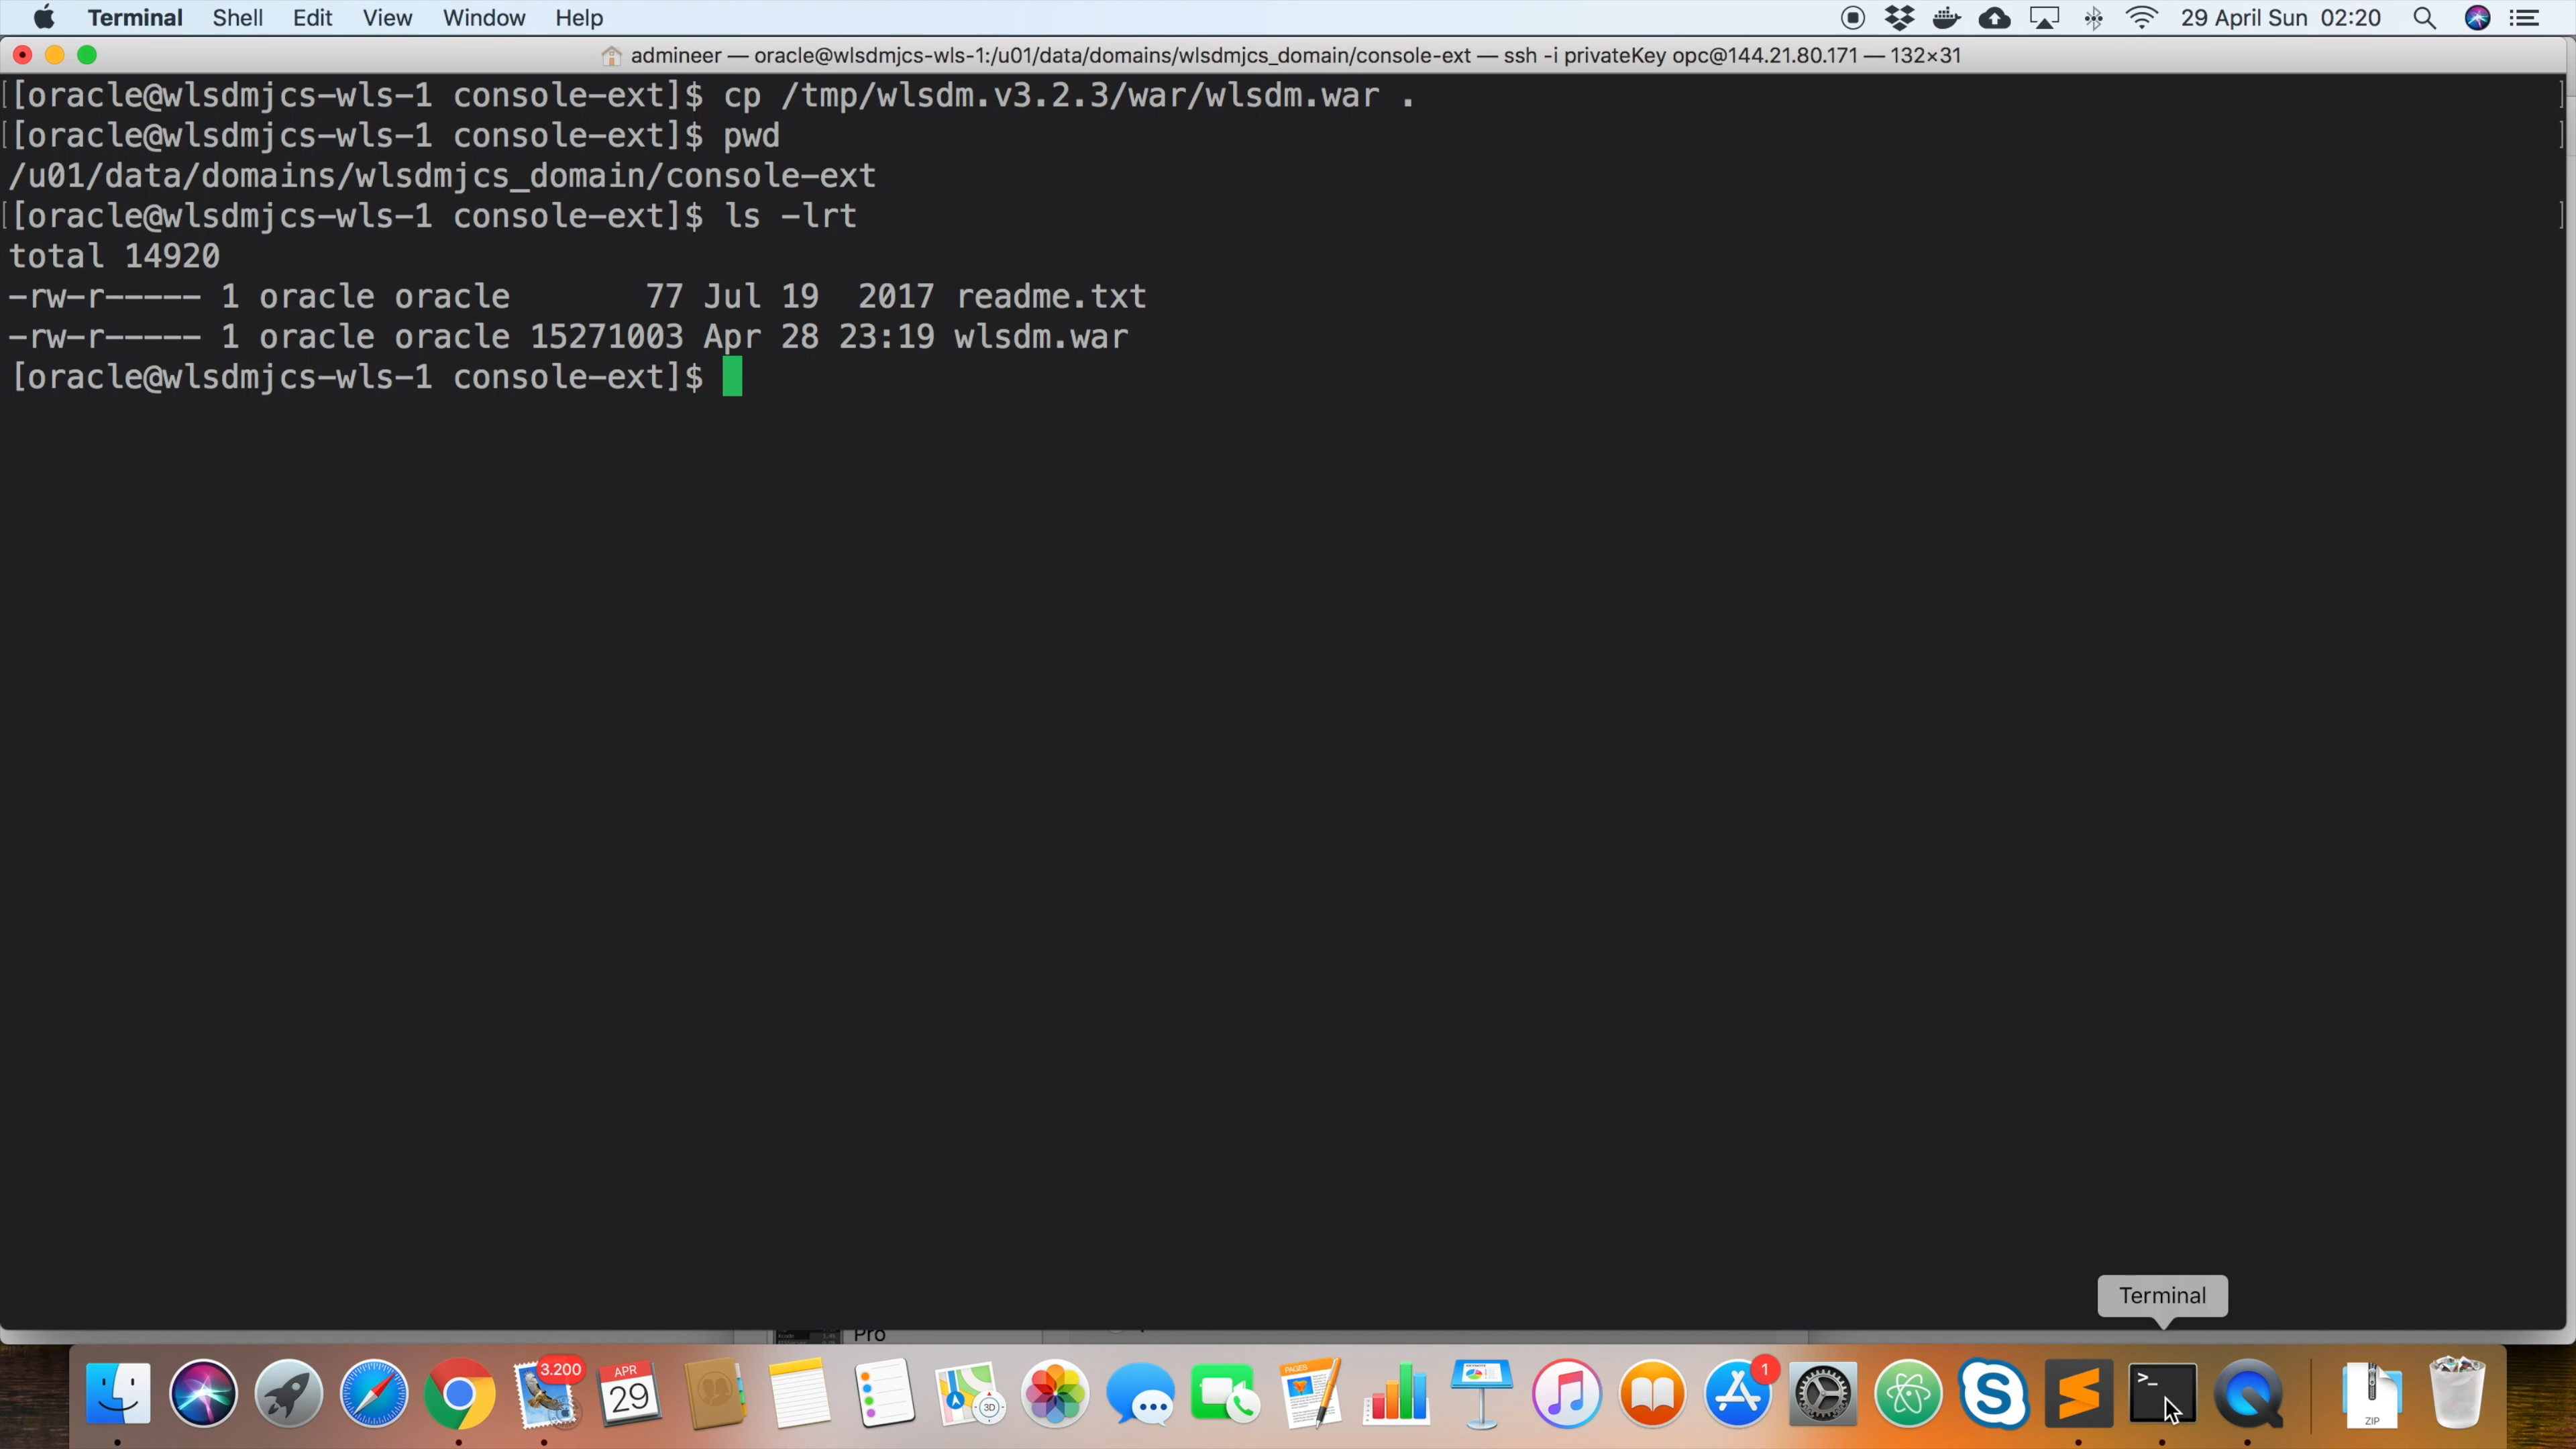 Terminal Shell Edit View Window Help 29 April Sun 02:20
admineer — oracle@wlsdmjcs-wls-1:/u01/data/domains/wlsdmjcs_domain/console-ext — ssh -i privateKey opc@144.21.80.171 — 132×31
[[oracle@wlsdmjcs-wls-1 console-ext]$ cp /tmp/wlsdm.v3.2.3/war/wlsdm.war . ]
[[oracle@wlsdmjcs-wls-1 console-ext]$ pwd ]
/u01/data/domains/wlsdmjcs_domain/console-ext
[[oracle@wlsdmjcs-wls-1 console-ext]$ ls -lrt ]
total 14920
-rw-r----- 1 oracle oracle 77 Jul 19 2017 readme.txt
-rw-r----- 1 oracle oracle 15271003 Apr 28 23:19 wlsdm.war
[oracle@wlsdmjcs-wls-1 console-ext]$
Terminal
Pro
3.200
APR
29
3D
PAGES
1
>_
ZIP